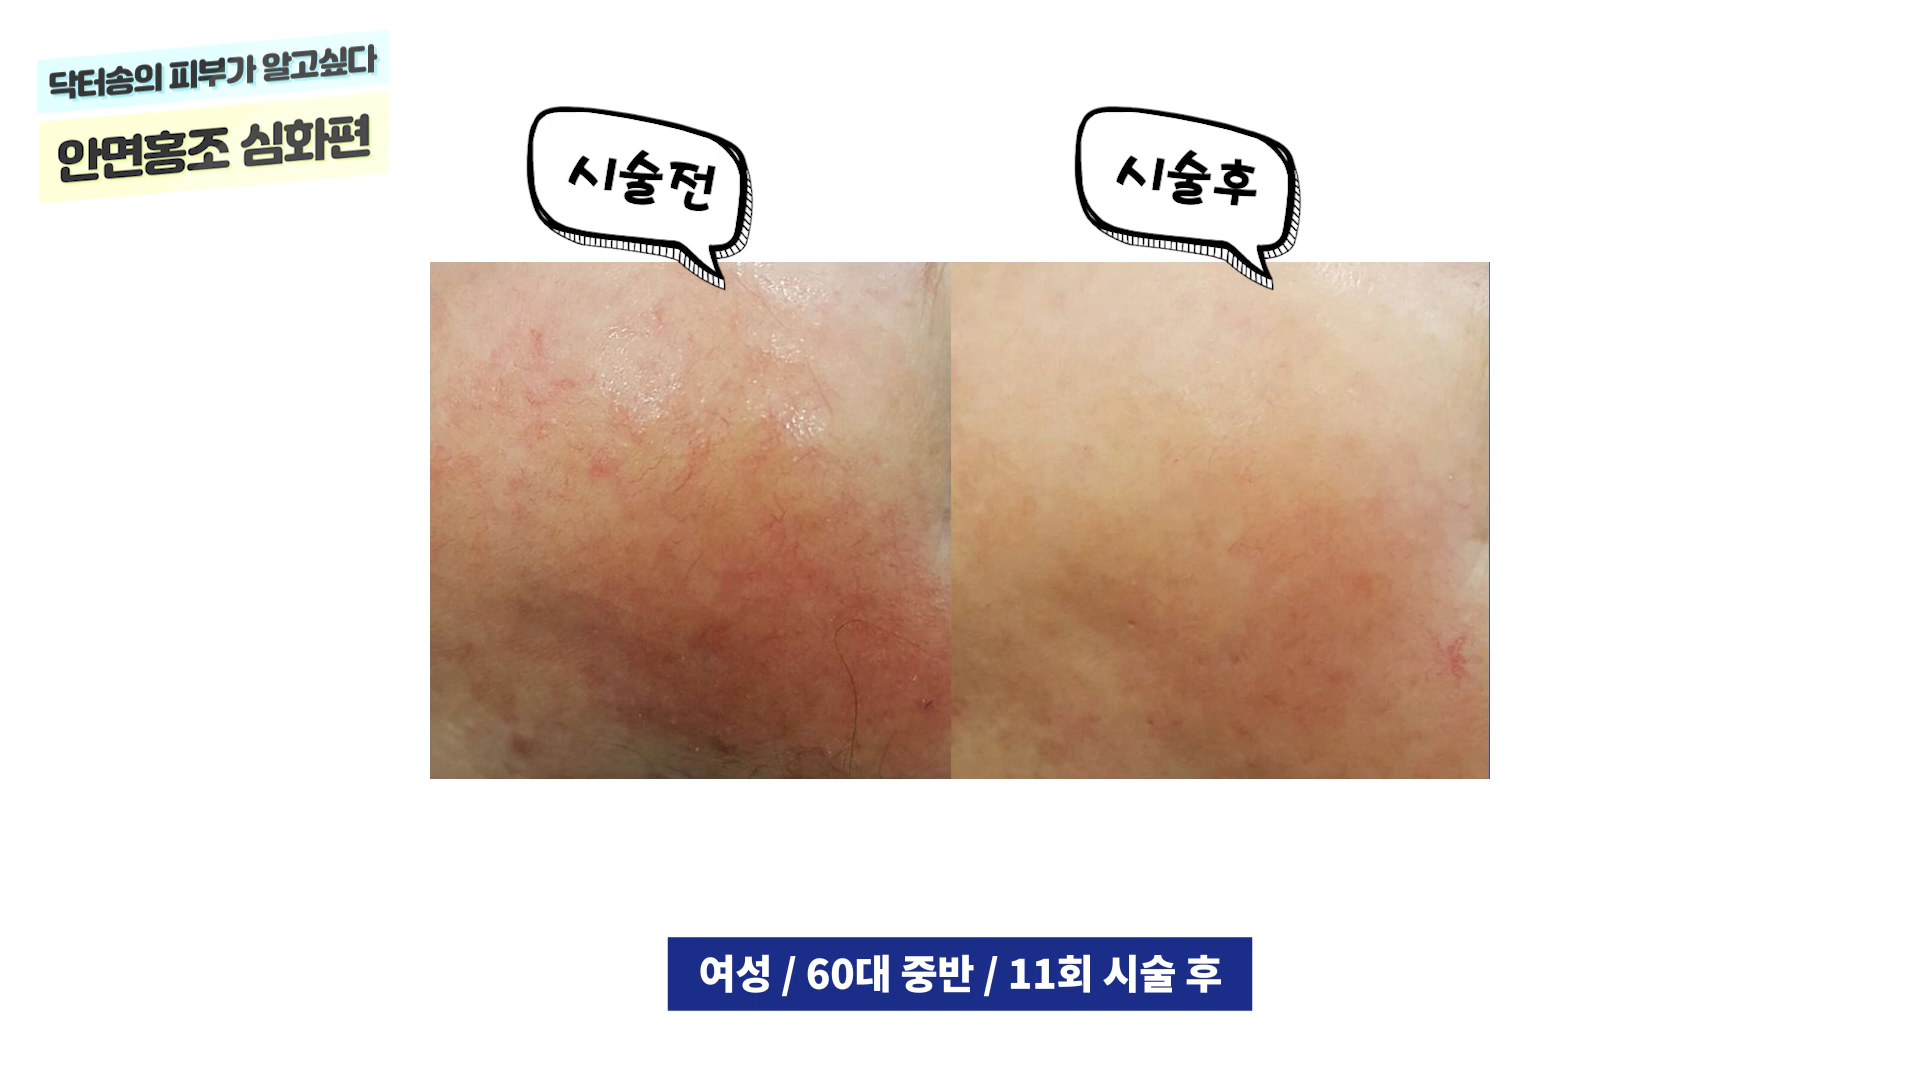 닥터송의 피부가 알고싶다
안면홍조 심화편
시술전
시술후
여성 / 60대 중반 / 11회 시술 후